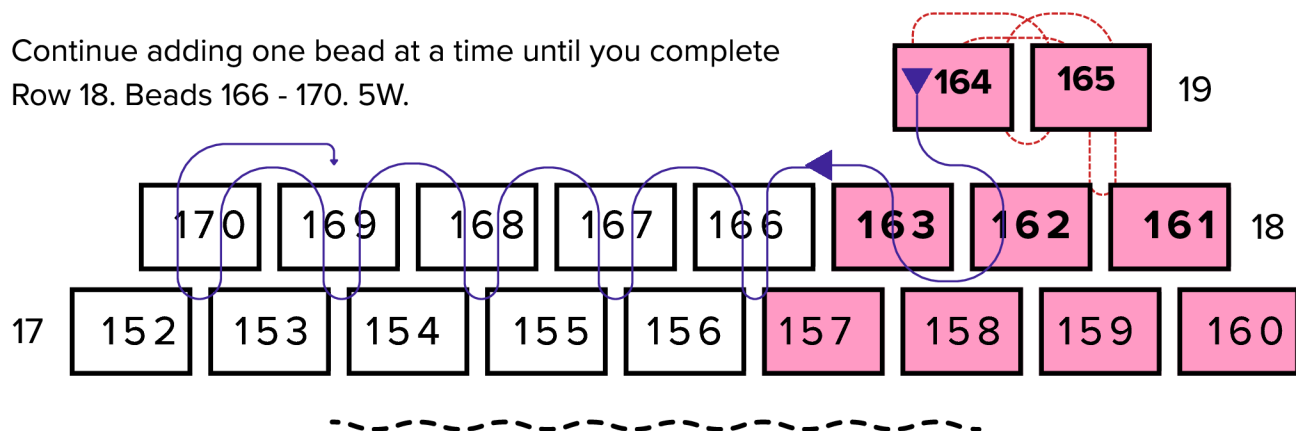 Continue adding one bead at a time until you complete
Row 18. Beads 166 - 170. 5W.
164 165 19
170 169 168 167 166 163 162 161 18
17 152 153 154 155 156 157 158 159 160